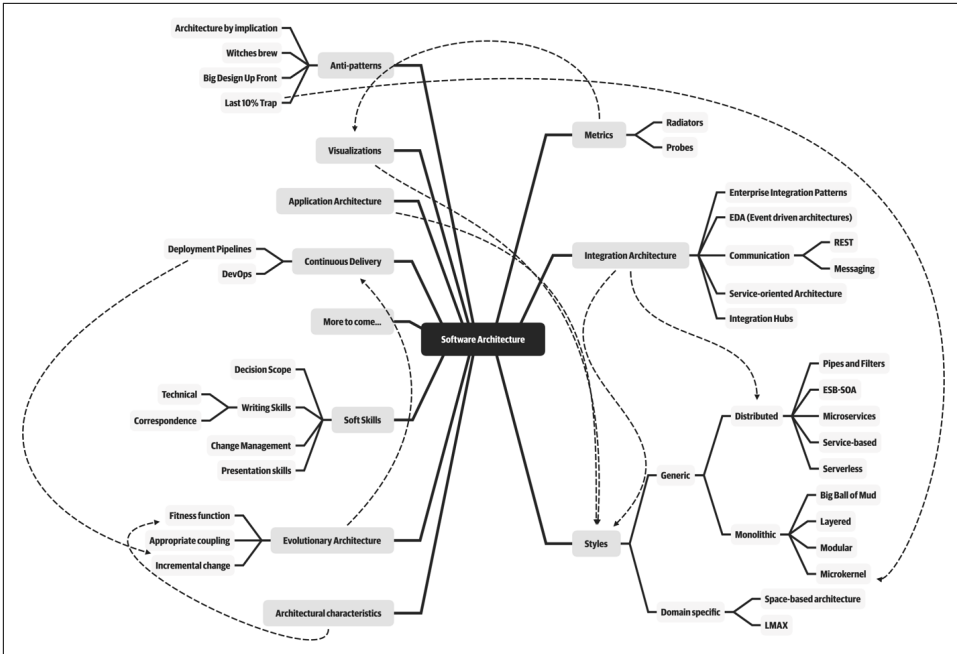 Architecture by implication
Witches brew
Anti-patterns
Big Design Up Front
Last 10% Trap
Visualizations
Application Architecture
Deployment Pipelines
Continuous Delivery
DevOps
More to come...
Software Architecture
Decision Scope
Technical
Writing Skills
Soft Skills
Correspondence
Change Management
Presentation skills
Fitness function
Appropriate coupling
Evolutionary Architecture
Incremental change
Architectural characteristics
Metrics
Radiators
Probes
Integration Architecture
Enterprise Integration Patterns
EDA (Event driven architectures)
Communication
REST
Messaging
Service-oriented Architecture
Integration Hubs
Styles
Generic
Distributed
Pipes and Filters
ESB-SOA
Microservices
Service-based
Serverless
Monolithic
Big Ball of Mud
Layered
Modular
Microkernel
Domain specific
Space-based architecture
LMAX